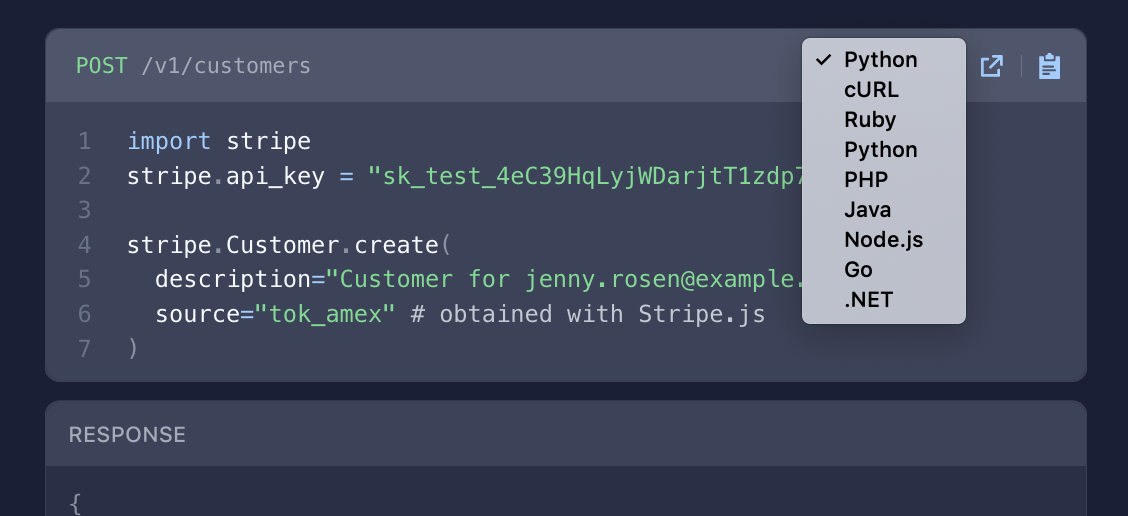 POST /v1/customers
Python
cURL
Ruby
Python
PHP
Java
Node.js
Go
.NET
1 import stripe
2 stripe.api_key = "sk_test_4eC39HqLyjWDarjtT1zdp7
3
4 stripe.Customer.create(
5 description="Customer for jenny.rosen@example.
6 source="tok_amex" # obtained with Stripe.js
7 )
RESPONSE
{